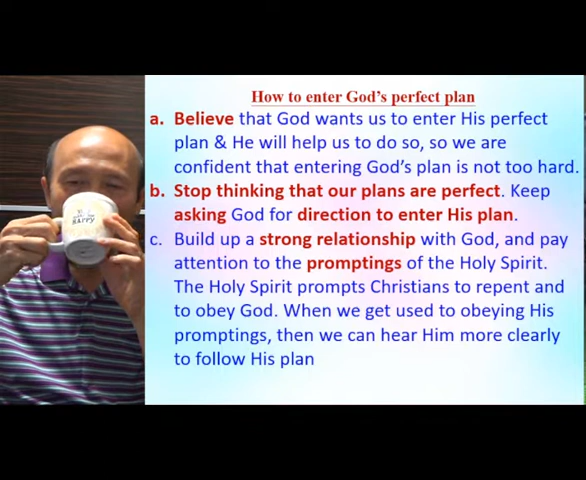 HAPPY
How to enter God's perfect plan
a. Believe that God wants us to enter His perfect
plan & He will help us to do so, so we are
confident that entering God's plan is not too hard.
b. Stop thinking that our plans are perfect. Keep
asking God for direction to enter His plan.
c. Build up a strong relationship with God, and pay
attention to the promptings of the Holy Spirit.
The Holy Spirit prompts Christians to repent and
to obey God. When we get used to obeying His
promptings, then we can hear Him more clearly
to follow His plan